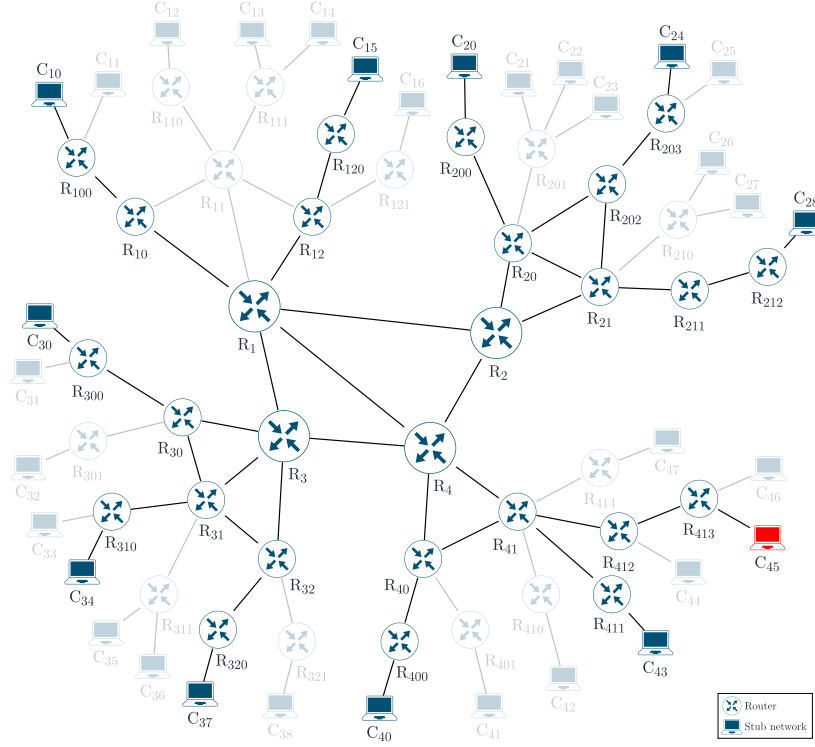 C12
C13
C14
C15
C20
C24
C10
C11
C16
C21
C22
C23
C25
R110
R111
R120
R203
C26
R100
R11
R121
R200
R201
C27
R202
C28
R10
R12
R20
R210
R212
R1
R21
R211
R2
C30
C31
R300
R30
R301
R3
R4
C47
C32
R414
C46
C33
R310
R31
R41
R412
R413
C45
C34
R311
R32
R40
R410
R411
C44
C35
C36
R320
R321
R400
R401
C43
C37
C38
C40
C41
C42
Router
Stub network